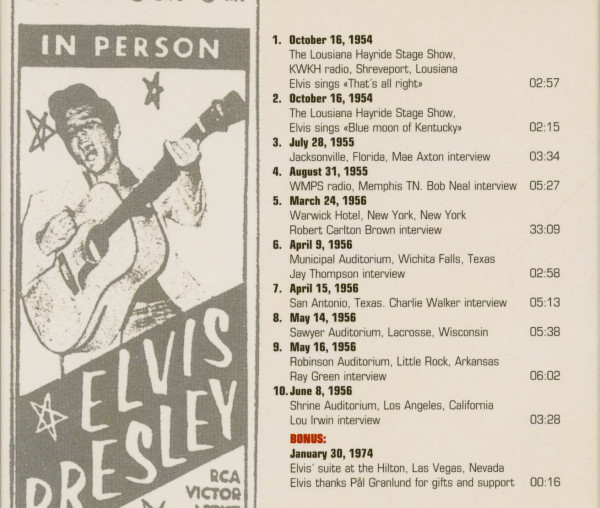 IN PERSON
ELVIS
PRESLEY
RCA
VICTOR
1. October 16, 1954
The Lousiana Hayride Stage Show,
KWKH radio, Shreveport, Lousiana
Elvis sings «That's all right» 02:57
2. October 16, 1954
The Lousiana Hayride Stage Show,
Elvis sings «Blue moon of Kentucky» 02:15
3. July 28, 1955
Jacksonville, Florida, Mae Axton interview 03:34
4. August 31, 1955
WMPS radio, Memphis TN. Bob Neal interview 05:27
5. March 24, 1956
Warwick Hotel, New York, New York
Robert Carlton Brown interview 33:09
6. April 9, 1956
Municipal Auditorium, Wichita Falls, Texas
Jay Thompson interview 02:58
7. April 15, 1956
San Antonio, Texas. Charlie Walker interview 05:13
8. May 14, 1956
Sawyer Auditorium, Lacrosse, Wisconsin 05:38
9. May 16, 1956
Robinson Auditorium, Little Rock, Arkansas
Ray Green interview 06:02
10. June 8, 1956
Shrine Auditorium, Los Angeles, California
Lou Irwin interview 03:28
BONUS:
January 30, 1974
Elvis' suite at the Hilton, Las Vegas, Nevada
Elvis thanks Pål Granlund for gifts and support 00:16